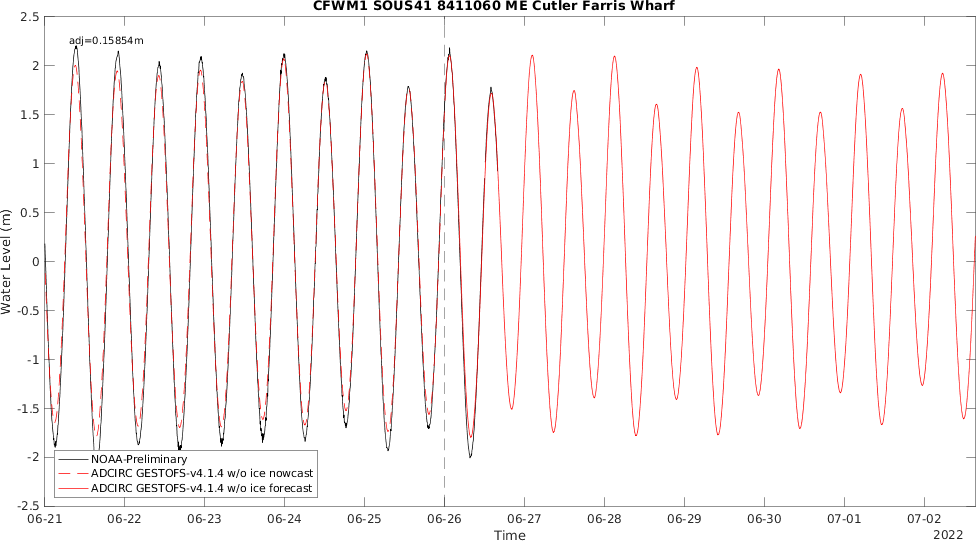 CFWM1 SOUS41 8411060 ME Cutler Farris Wharf
adj=0.15854m
2.5
2
1.5
1
0.5
0
-0.5
-1
-1.5
-2
-2.5
Water Level (m)
NOAA-Preliminary
ADCIRC GESTOFS-v4.1.4 w/o ice nowcast
ADCIRC GESTOFS-v4.1.4 w/o ice forecast
06-21 06-22 06-23 06-24 06-25 06-26 06-27 06-28 06-29 06-30 07-01 07-02
Time
2022